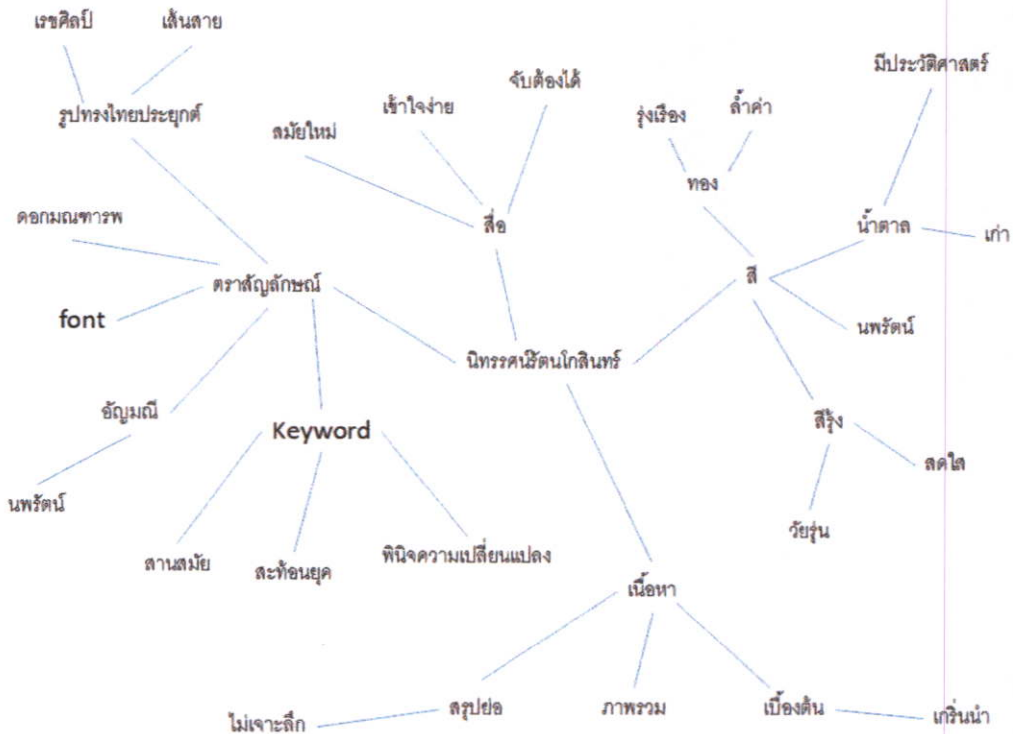 เรขศิลป์
เส้นสาย
รูปทรงไทยประยุกต์
สมัยใหม่
เข้าใจง่าย
จับต้องได้
รุ่งเรือง
ล้ำค่า
มีประวัติศาสตร์
ทอง
ดอกมณฑารพ
สื่อ
น้ำตาล
เก่า
ตราสัญลักษณ์
สี
font
นพรัตน์
นิทรรศน์รัตนโกสินทร์
อัญมณี
Keyword
สีรุ้ง
สดใส
นพรัตน์
วัยรุ่น
สานสมัย
สะท้อนยุค
พินิจความเปลี่ยนแปลง
เนื้อหา
ไม่เจาะลึก
สรุปย่อ
ภาพรวม
เบื้องต้น
เกริ่นนำ